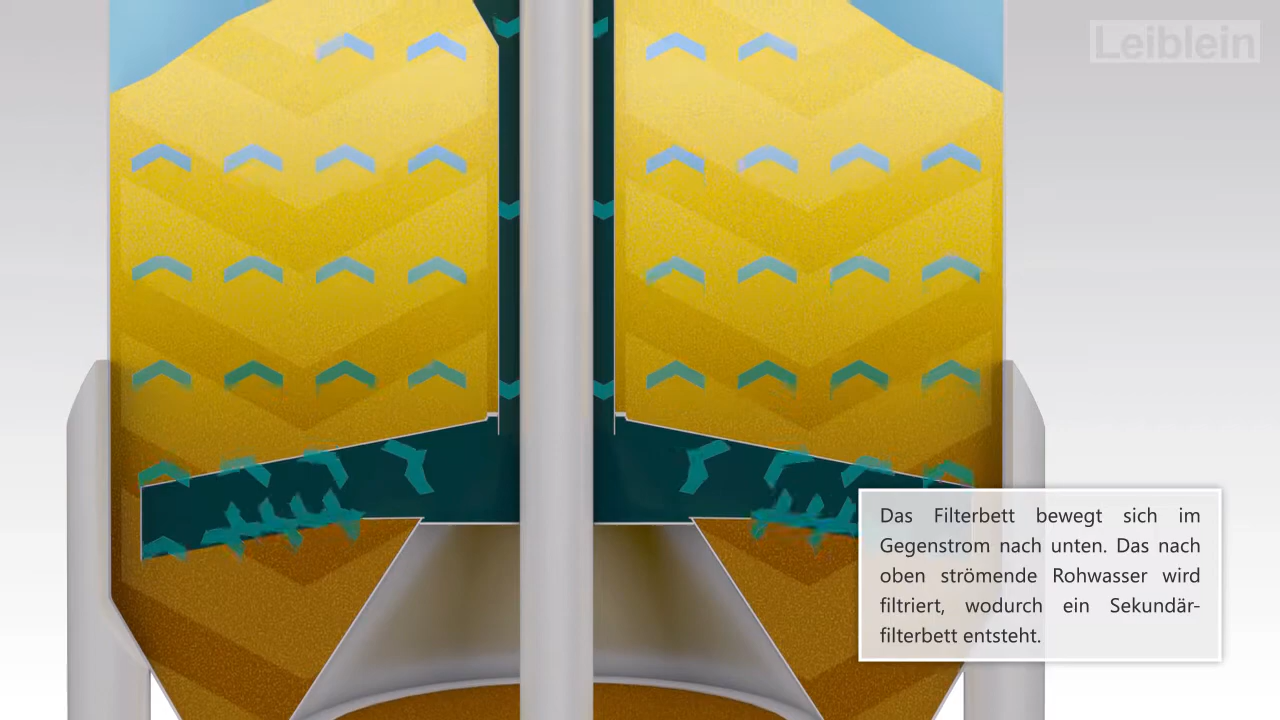 Leiblein
Das Filterbett bewegt sich im
Gegenstrom nach unten. Das nach
oben strömende Rohwasser wird
filtriert, wodurch ein Sekundär-
filterbett entsteht.